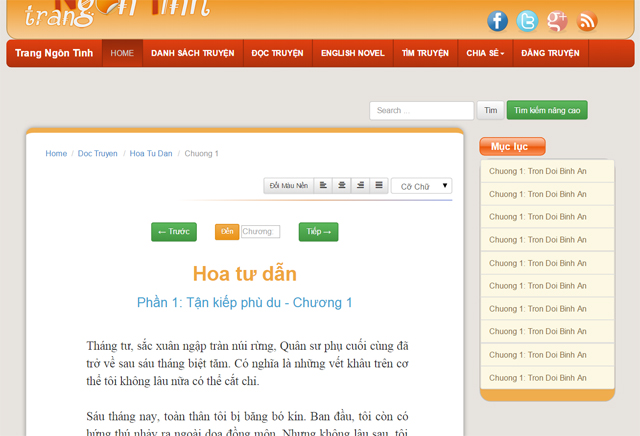 trang Ngôn Tình
Trang Ngôn Tình HOME DANH SÁCH TRUYỆN ĐỌC TRUYỆN ENGLISH NOVEL TÌM TRUYỆN CHIA SẺ ĐĂNG TRUYỆN
Search ... Tìm Tìm kiếm nâng cao
Home / Doc Truyen / Hoa Tu Dan / Chuong 1
Đổi Màu Nền Cỡ Chữ
← Trước Đến Chương: Tiếp →
Hoa tư dẫn
Phần 1: Tận kiếp phù du - Chương 1
Tháng tư, sắc xuân ngập tràn núi rừng, Quân sư phụ cuối cùng đã
trở về sau sáu tháng biệt tăm. Có nghĩa là những vết khâu trên cơ
thể tôi không lâu nữa có thể cắt chỉ.
Sáu tháng nay, toàn thân tôi bị băng bó kín. Ban đầu, tôi còn có
hứng thú nhảy ra ngoài dọa đồng môn. Nhưng không lâu sau, tôi
Mục lục
Chuong 1: Tron Doi Binh An
Chuong 1: Tron Doi Binh An
Chuong 1: Tron Doi Binh An
Chuong 1: Tron Doi Binh An
Chuong 1: Tron Doi Binh An
Chuong 1: Tron Doi Binh An
Chuong 1: Tron Doi Binh An
Chuong 1: Tron Doi Binh An
Chuong 1: Tron Doi Binh An
Chuong 1: Tron Doi Binh An